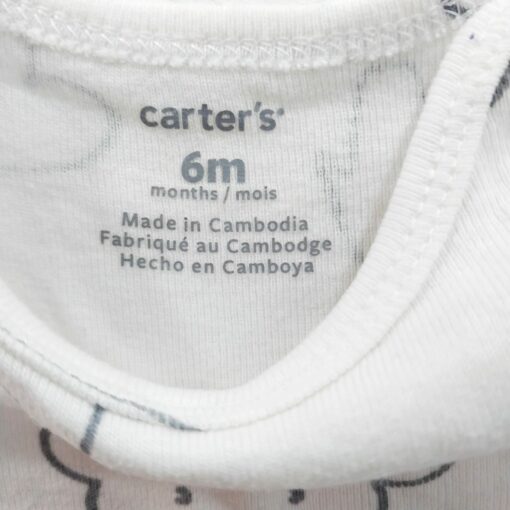 carter's®
6m
months / mois
Made in Cambodia
Fabriqué au Cambodge
Hecho en Camboya